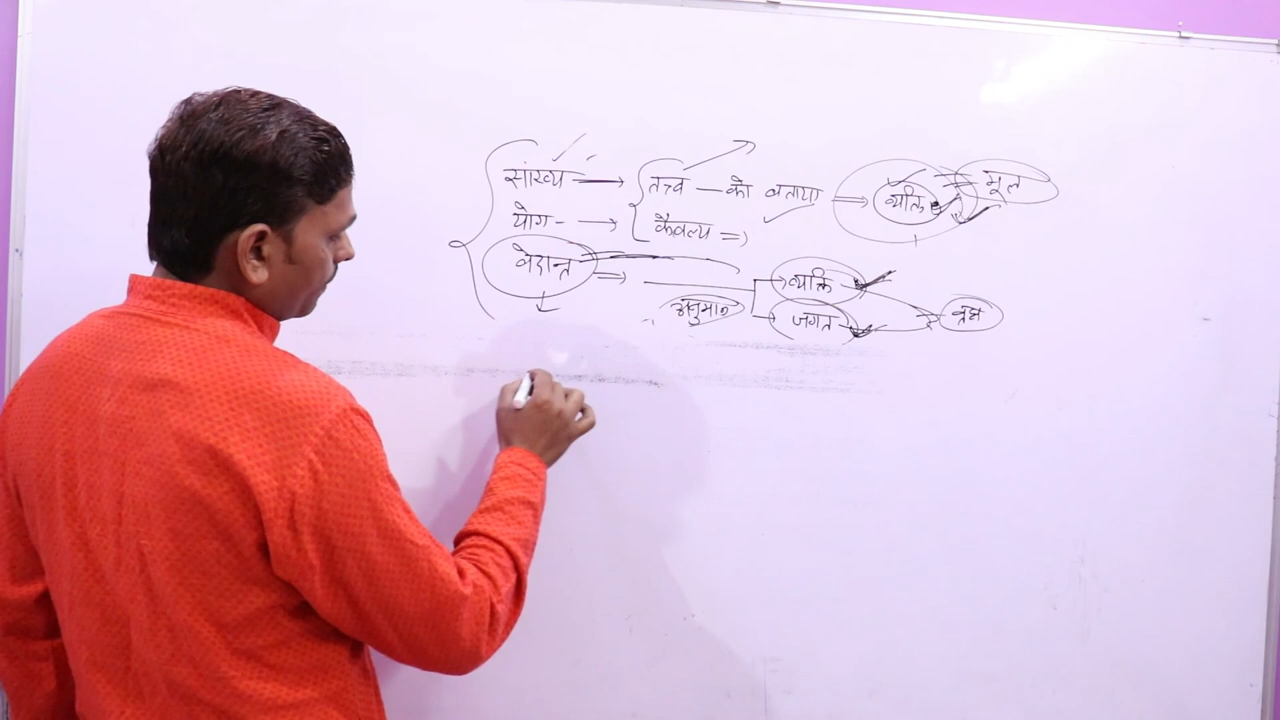 सांख्य → तत्त्व — को बताया ⇒ व्यक्ति = मूल
योग - → कैवल्य ⇒
वेदान्त ⇒ व्यक्ति
अनुमान जगत ब्रह्म